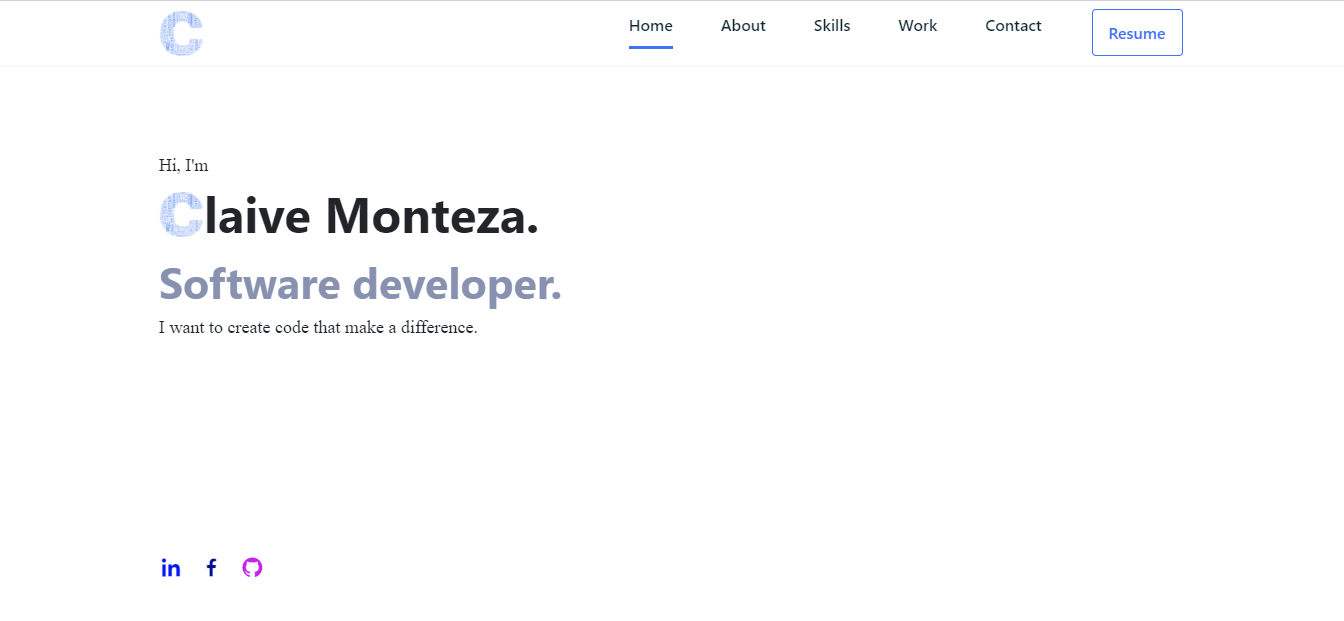 C
Home About Skills Work Contact Resume
Hi, I'm
Claive Monteza.
Software developer.
I want to create code that make a difference.
in f